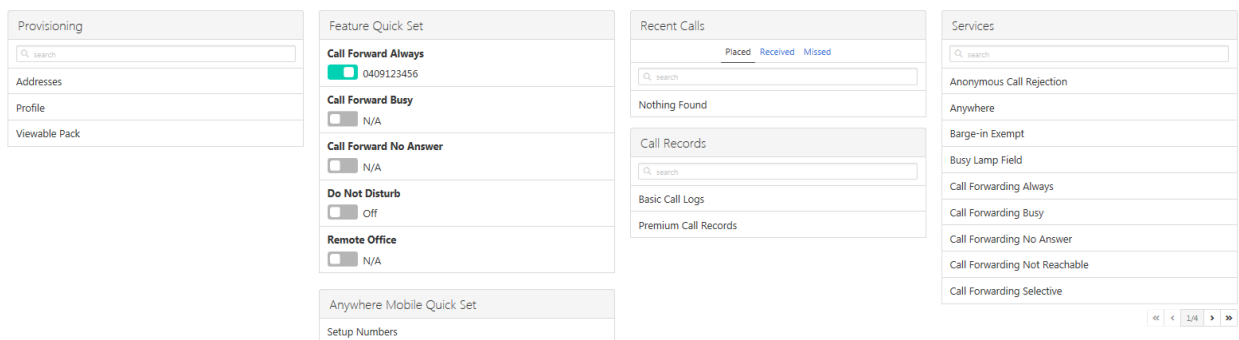 Provisioning
search
Addresses
Profile
Viewable Pack
Feature Quick Set
Call Forward Always
0409123456
Call Forward Busy
N/A
Call Forward No Answer
N/A
Do Not Disturb
Off
Remote Office
N/A
Anywhere Mobile Quick Set
Setup Numbers
Recent Calls
Placed Received Missed
search
Nothing Found
Call Records
search
Basic Call Logs
Premium Call Records
Services
search
Anonymous Call Rejection
Anywhere
Barge-in Exempt
Busy Lamp Field
Call Forwarding Always
Call Forwarding Busy
Call Forwarding No Answer
Call Forwarding Not Reachable
Call Forwarding Selective
« ‹ 1/4 › »